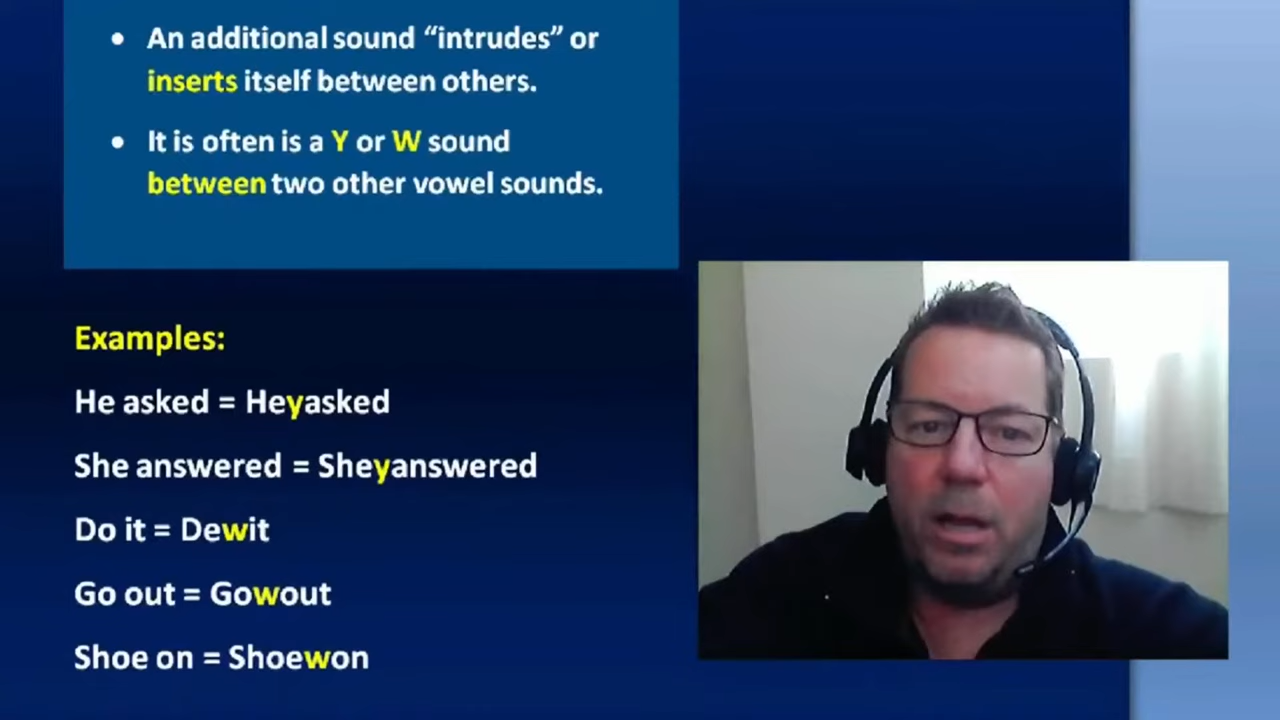 An additional sound “intrudes” or
inserts itself between others.
It is often is a Y or W sound
between two other vowel sounds.
Examples:
He asked = Heyasked
She answered = Sheyanswered
Do it = Dewit
Go out = Gowout
Shoe on = Shoewon